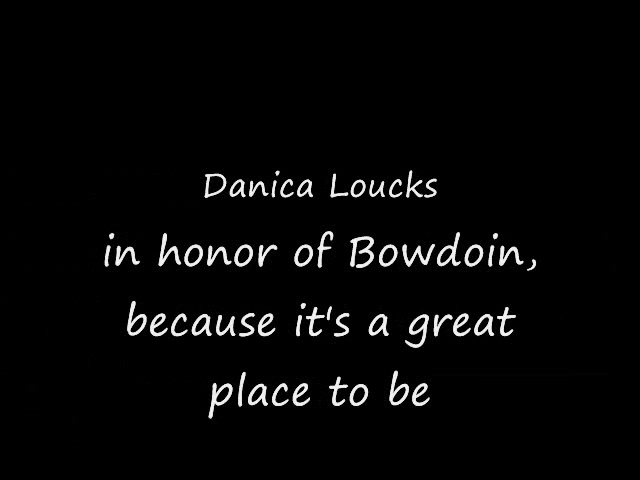 Danica Loucks
in honor of Bowdoin,
because it's a great
place to be